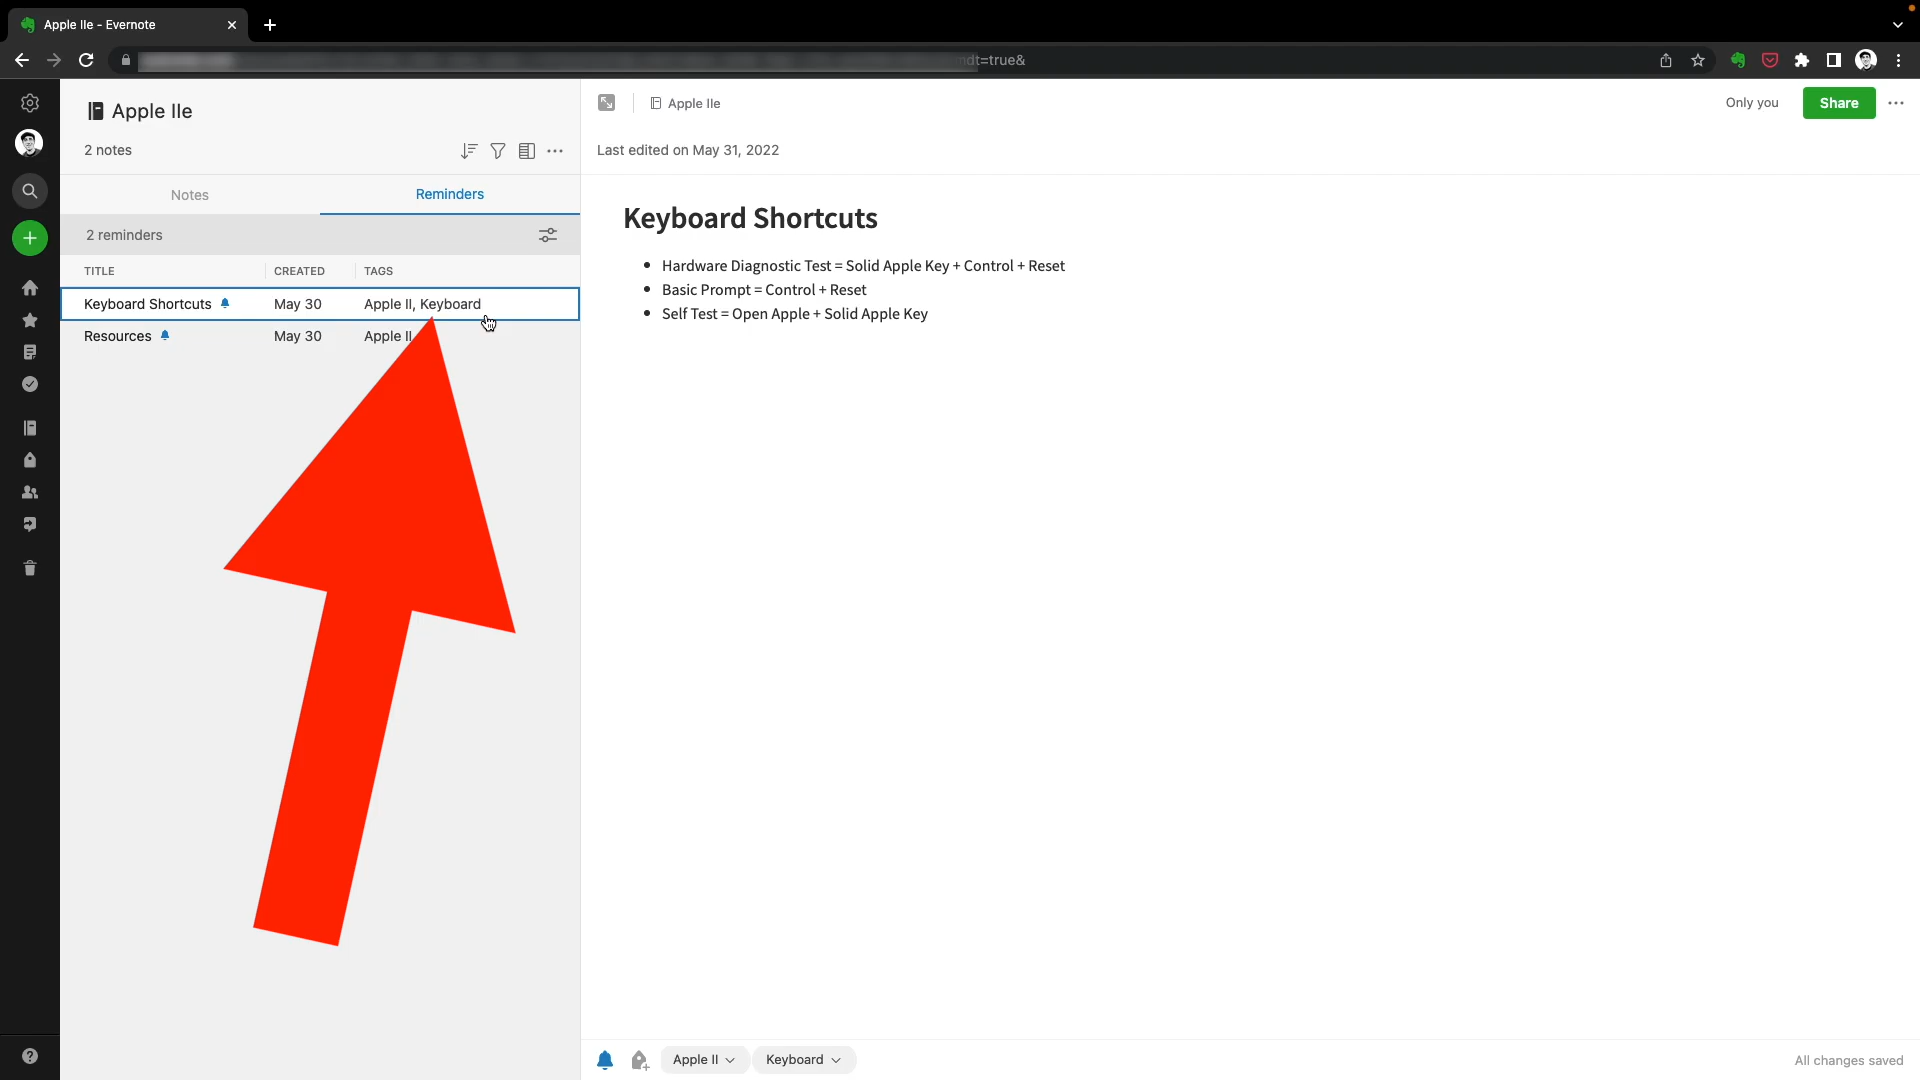 Apple IIe - Evernote
mdt=true&
Apple IIe
2 notes
Notes
Reminders
2 reminders
TITLE CREATED TAGS
Keyboard Shortcuts May 30 Apple II, Keyboard
Resources May 30 Apple II
Apple IIe
Only you
Share
Last edited on May 31, 2022
Keyboard Shortcuts
• Hardware Diagnostic Test = Solid Apple Key + Control + Reset
• Basic Prompt = Control + Reset
• Self Test = Open Apple + Solid Apple Key
Apple II
Keyboard
All changes saved